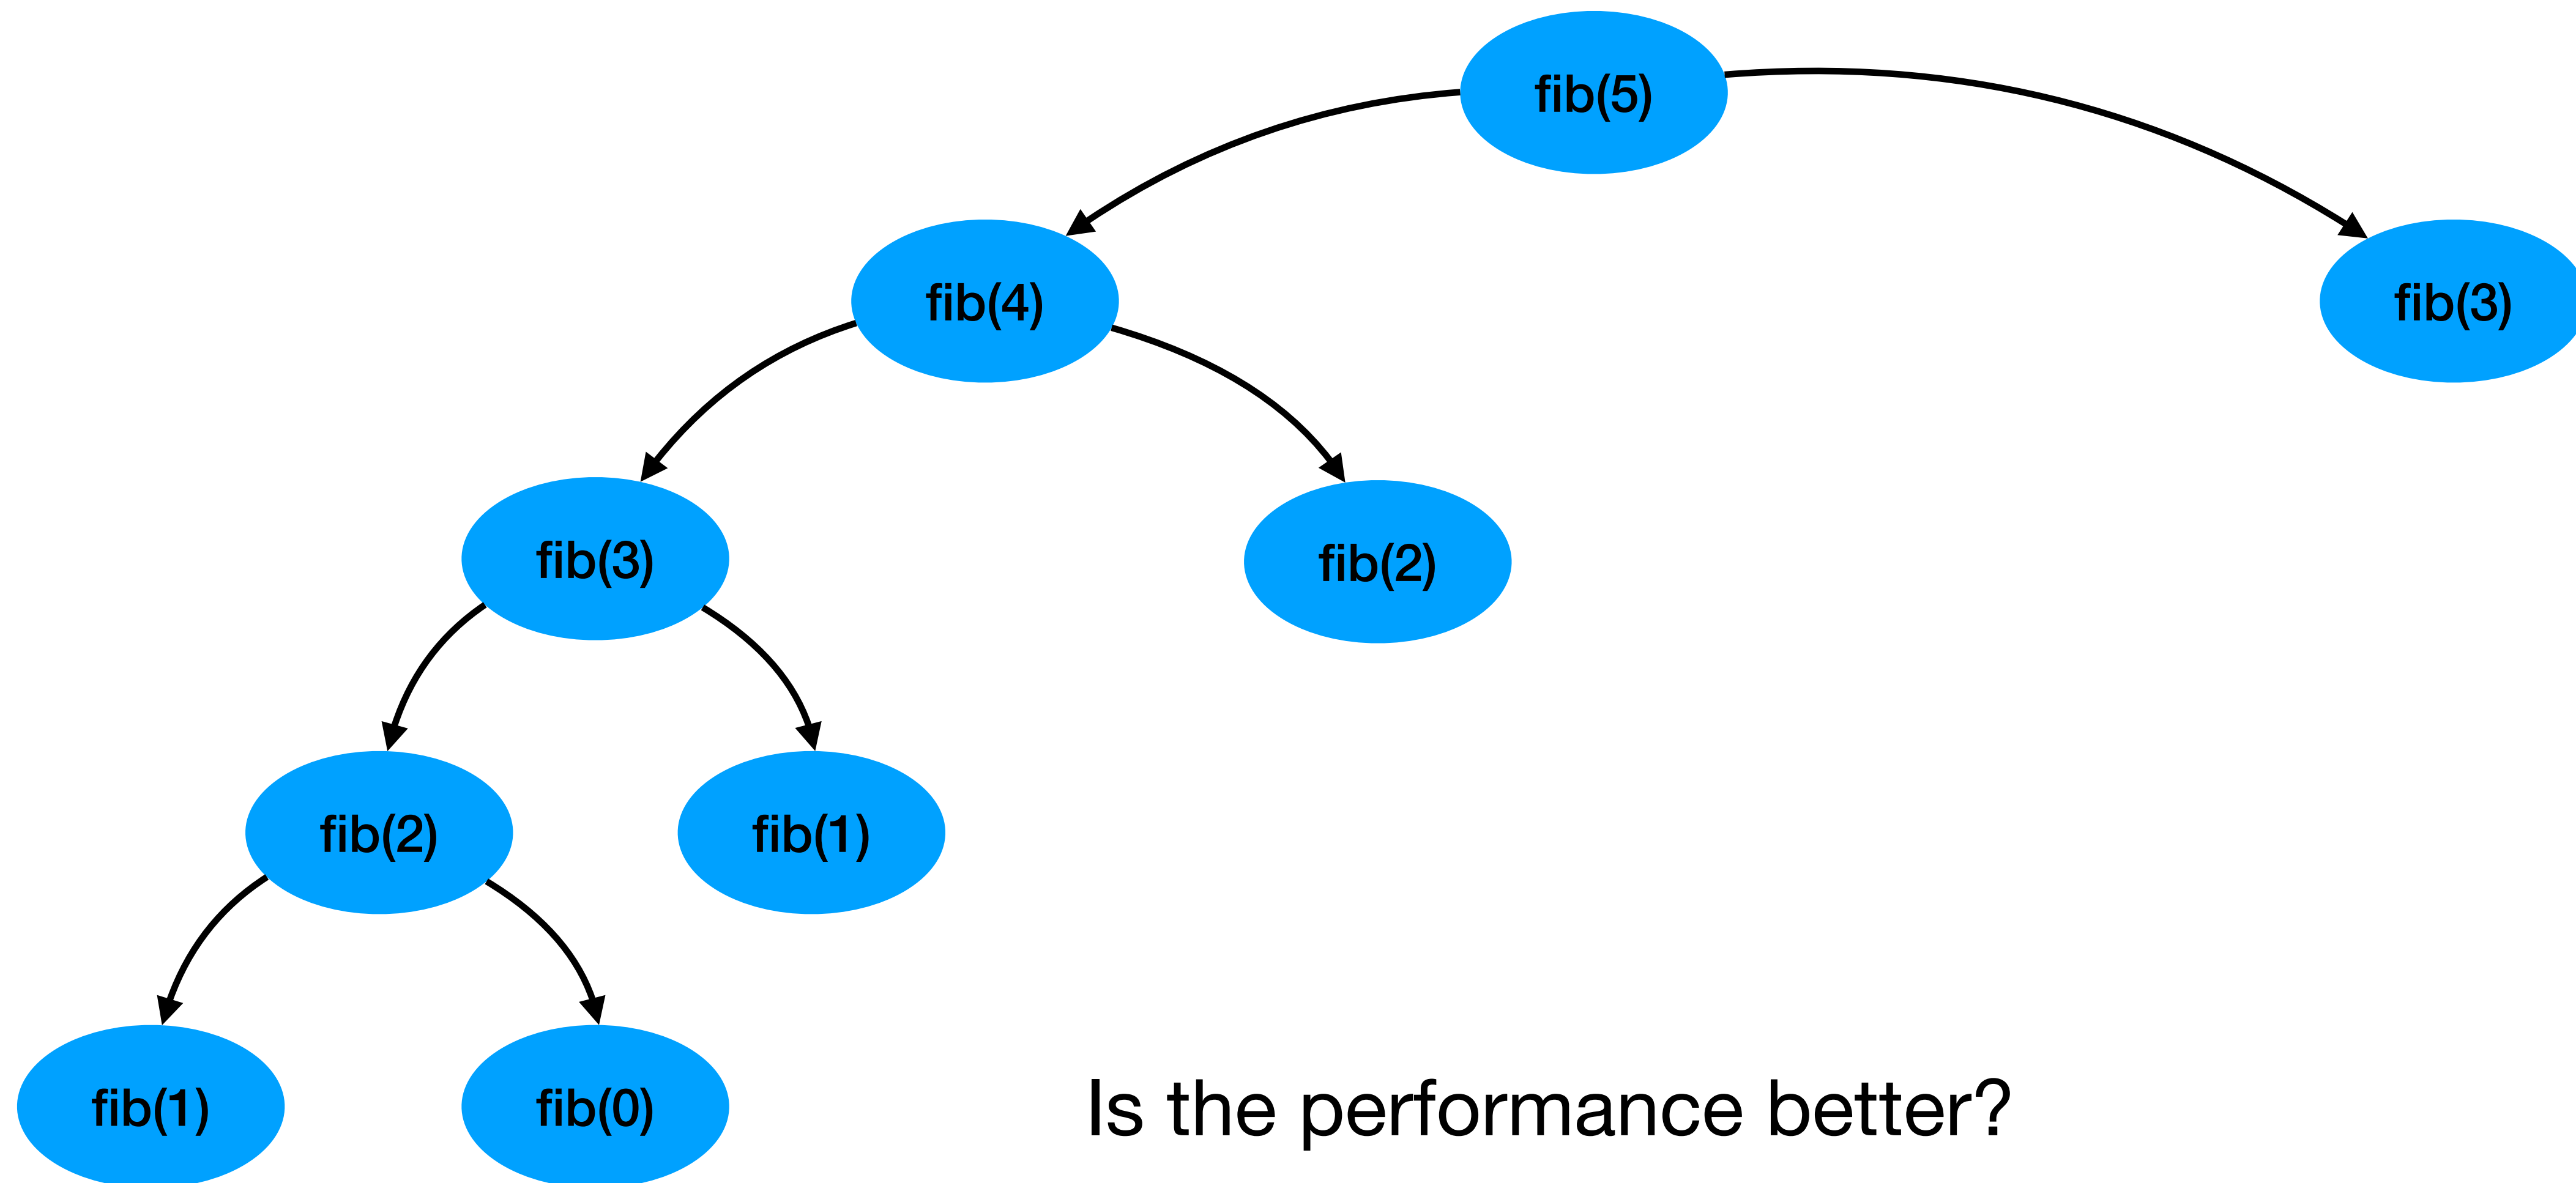 fib(5)
fib(4)
fib(3)
fib(3)
fib(2)
fib(2)
fib(1)
fib(1)
fib(0)
Is the performance better?